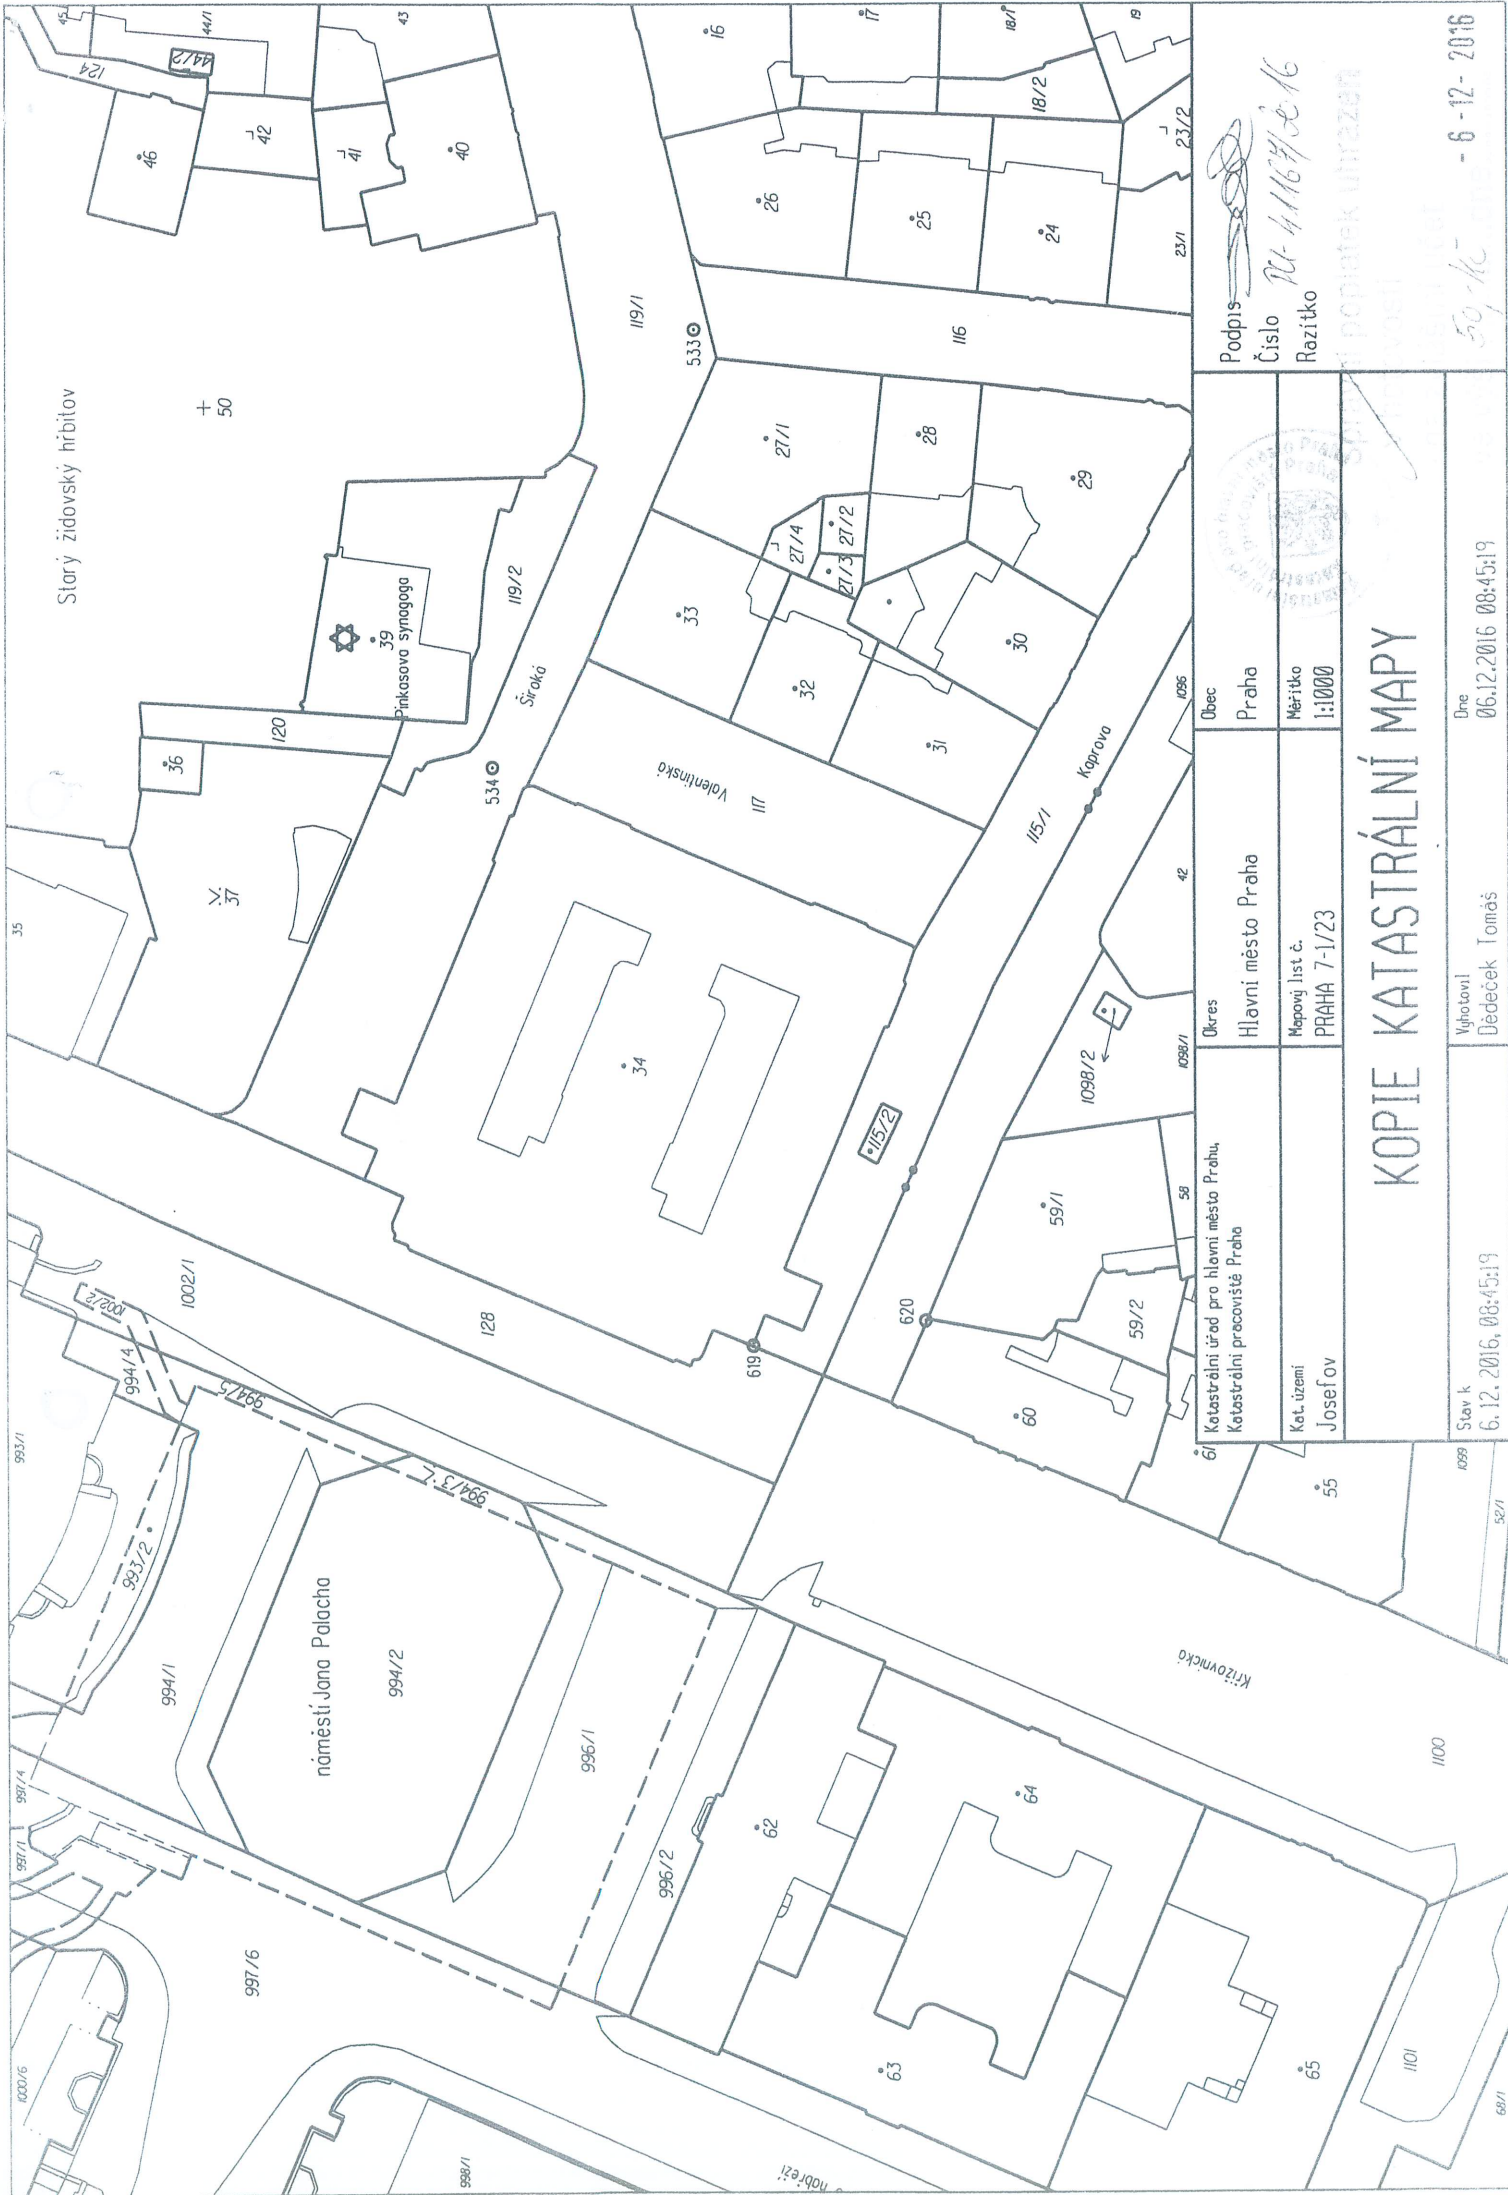 Starý židovský hřbitov
50
124
45
44/1
44/2
43
46
42
41
40
16
17
18/1
19
18/2
26
25
24
23/2
23/1
119/1
533
116
39
Pinkasova synagoga
119/2
120
36
37
35
Široká
534
27/1
27/2
27/3
27/4
28
29
30
31
32
33
Valentinská
117
115/1
Kaprova
1096
42
34
115/2
1098/2
1098/1
59/1
58
59/2
620
619
60
61
55
1099
52/1
128
1002/1
1002/2
994/4
994/5
994/3
993/1
993/2
994/1
náměstí Jana Palacha
994/2
996/1
996/2
997/4
997/1
997/6
1000/6
998/1
nábřeží
62
63
64
65
Křižovnická
1100
1101
68/1
Katastrální úřad pro hlavní město Prahu,
Katastrální pracoviště Praha
Okres
Hlavní město Praha
Obec
Praha
Kat. území
Josefov
Mapový list č.
PRAHA 7-1/23
Měřítko
1:1000
KOPIE KATASTRÁLNÍ MAPY
Stav k
6.12.2016, 08:45:19
Vyhotovil
Dědeček Tomáš
Dne
06.12.2016 08:45:19
Podpis
Číslo
Razítko
Správní poplatek uhrazen
50,- Kč
- 6 -12- 2016